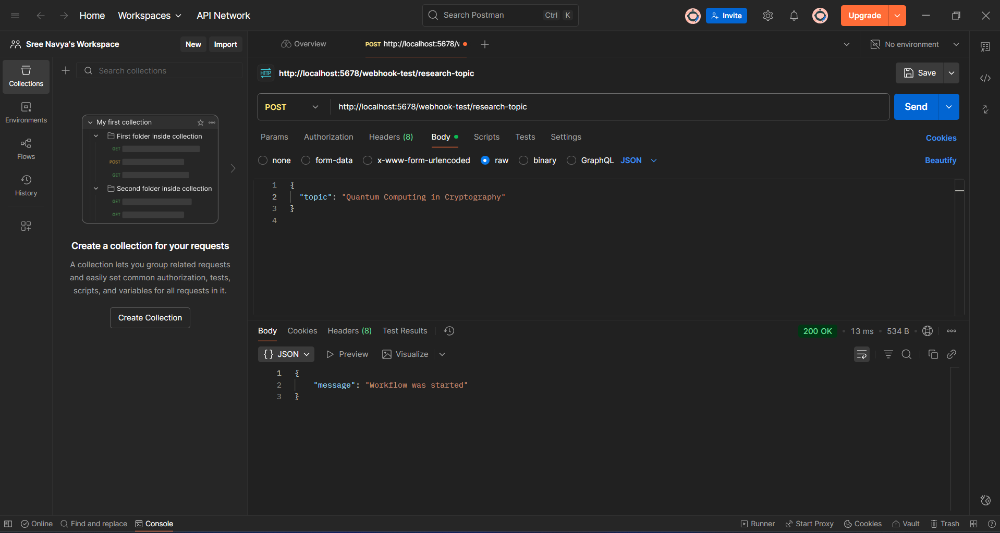 Home Workspaces API Network Search Postman Ctrl K Invite Upgrade
Sree Navya's Workspace New Import Overview POST http://localhost:5678/w No environment
Search collections
Collections
Environments
Flows
History
My first collection
First folder inside collection
GET
POST
GET
Second folder inside collection
GET
GET
Create a collection for your requests
A collection lets you group related requests
and easily set common authorization, tests,
scripts, and variables for all requests in it.
Create Collection
HTTP http://localhost:5678/webhook-test/research-topic Save
POST http://localhost:5678/webhook-test/research-topic Send
Params Authorization Headers (8) Body Scripts Tests Settings Cookies
none form-data x-www-form-urlencoded raw binary GraphQL JSON Beautify
1 {
2 "topic": "Quantum Computing in Cryptography"
3 }
4
Body Cookies Headers (8) Test Results 200 OK • 13 ms • 534 B •
{} JSON Preview Visualize
1 {
2 "message": "Workflow was started"
3 }
Online Find and replace Console Runner Start Proxy Cookies Vault Trash